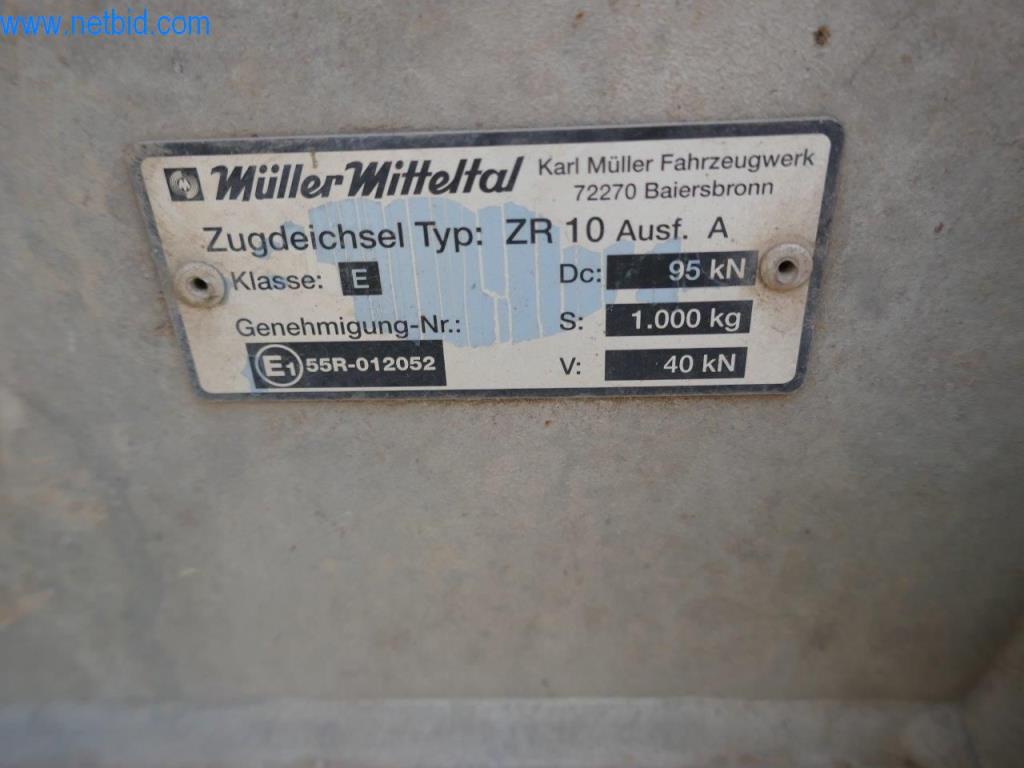 www.netbid.com
Müller Mitteltal Karl Müller Fahrzeugwerk
72270 Baiersbronn
Zugdeichsel Typ: ZR 10 Ausf. A
Klasse: E Dc: 95 kN
Genehmigung-Nr.: S: 1.000 kg
E1 55R-012052 V: 40 kN